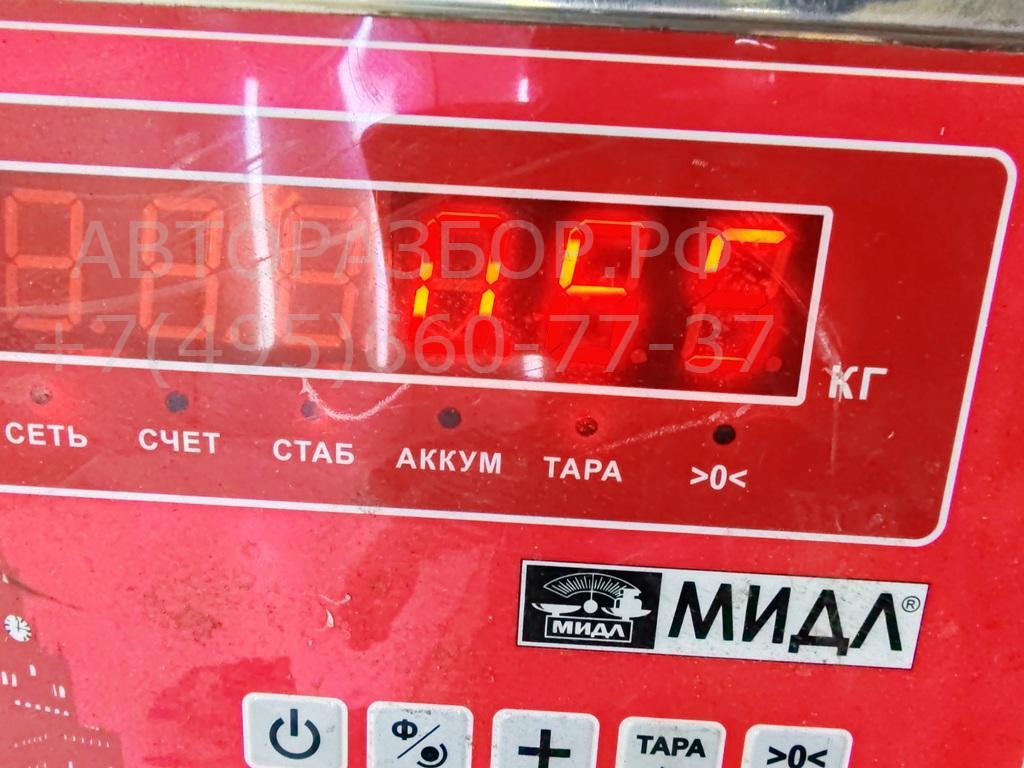 АВТОРАЗБОР.РФ
+7(495)660-77-37
КГ
СЕТЬ СЧЕТ СТАБ АККУМ ТАРА >0<
МИДЛ МИДЛ®
Ф ТАРА >0<